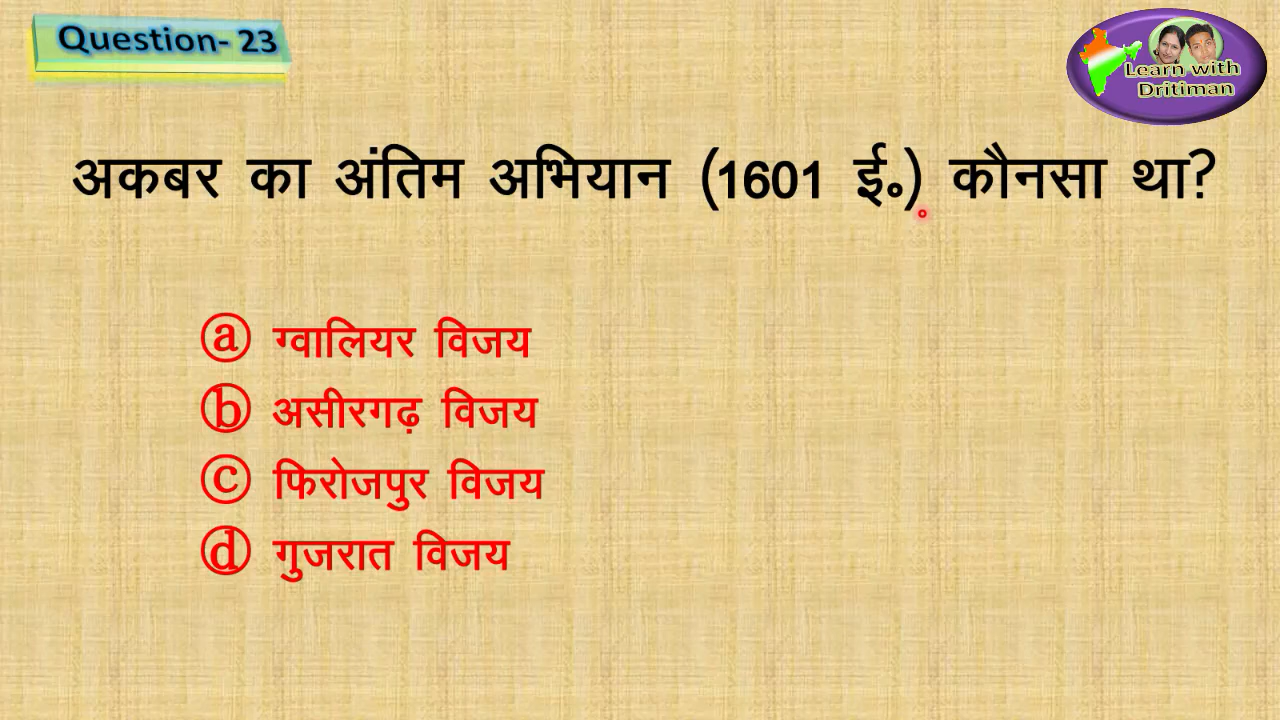 Question- 23
Learn with
Dritiman
अकबर का अंतिम अभियान (1601 ई॰) कौनसा था?
ⓐ ग्वालियर विजय
ⓑ असीरगढ़ विजय
ⓒ फिरोजपुर विजय
ⓓ गुजरात विजय